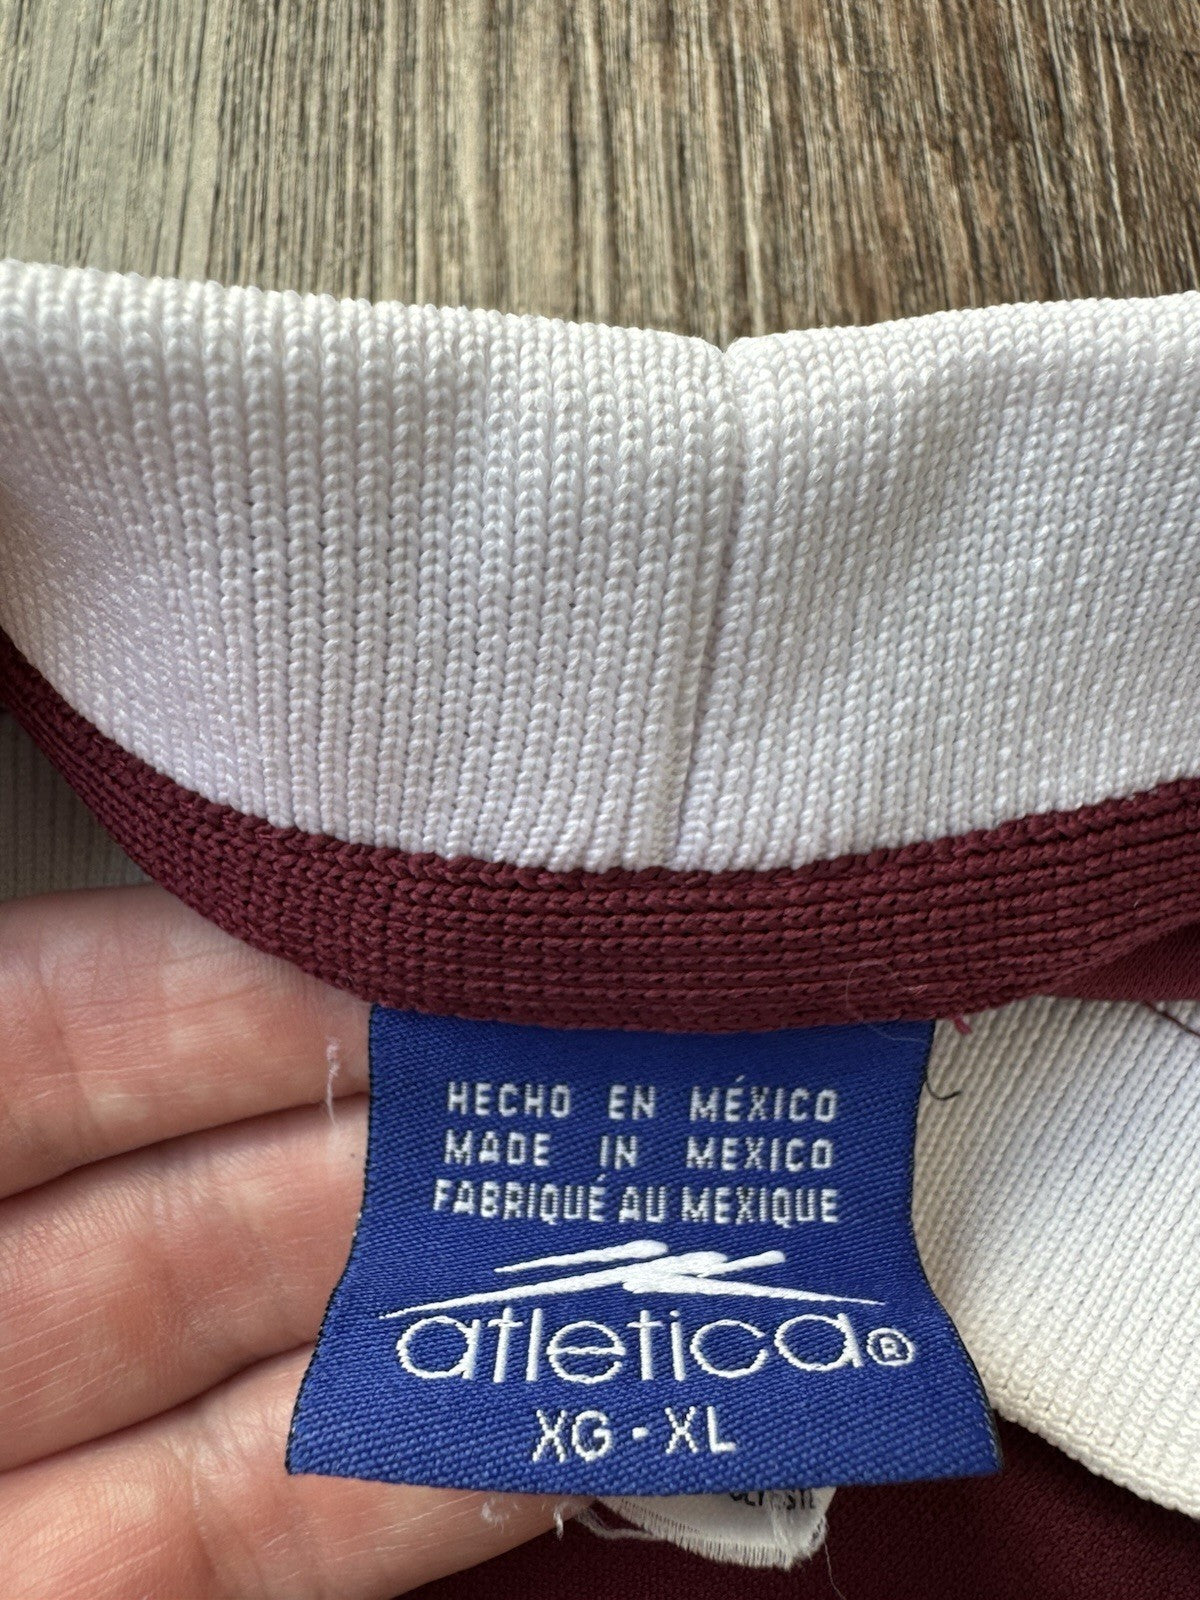 HECHO EN MÉXICO
MADE IN MEXICO
FABRIQUÉ AU MEXIQUE
atletica®
XG - XL